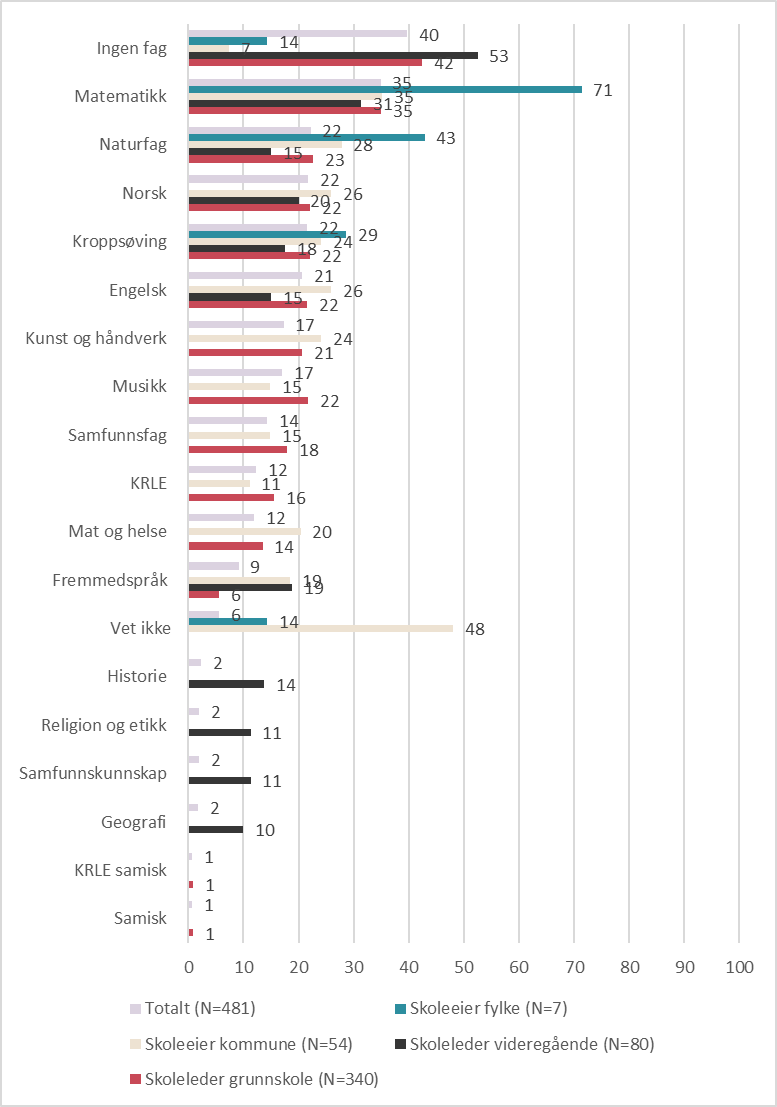 Ingen fag 40 14 7 53 42
Matematikk 35 71 35 31 35
Naturfag 22 43 28 15 23
Norsk 22 26 20 22
Kroppsøving 22 29 24 18 22
Engelsk 21 26 15 22
Kunst og håndverk 17 24 21
Musikk 17 15 22
Samfunnsfag 14 15 18
KRLE 12 11 16
Mat og helse 12 20 14
Fremmedspråk 9 19 19 6
Vet ikke 6 14 48
Historie 2 14
Religion og etikk 2 11
Samfunnskunnskap 2 11
Geografi 2 10
KRLE samisk 1 1
Samisk 1 1
0 10 20 30 40 50 60 70 80 90 100
Totalt (N=481) Skoleeier fylke (N=7)
Skoleeier kommune (N=54) Skoleleder videregående (N=80)
Skoleleder grunnskole (N=340)